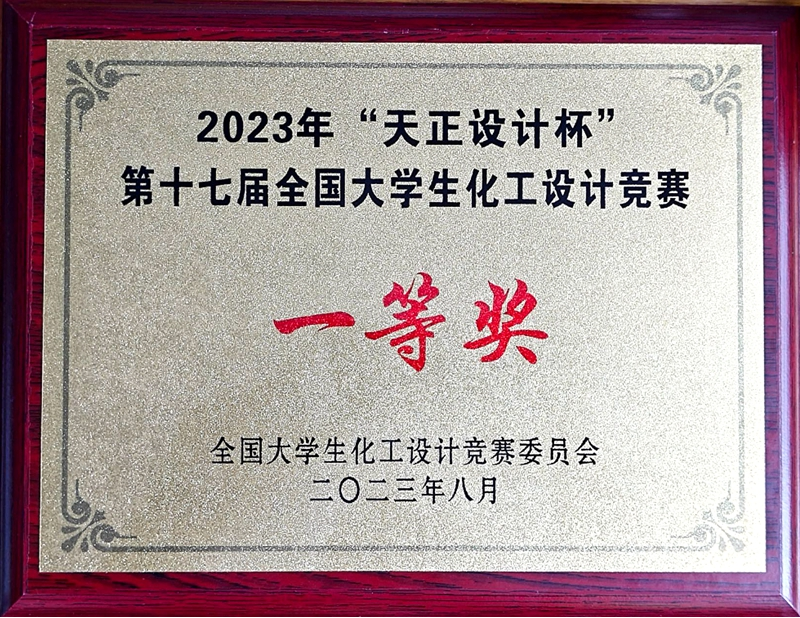 2023年“天正设计杯”
第十七届全国大学生化工设计竞赛
一等奖
全国大学生化工设计竞赛委员会
二〇二三年八月